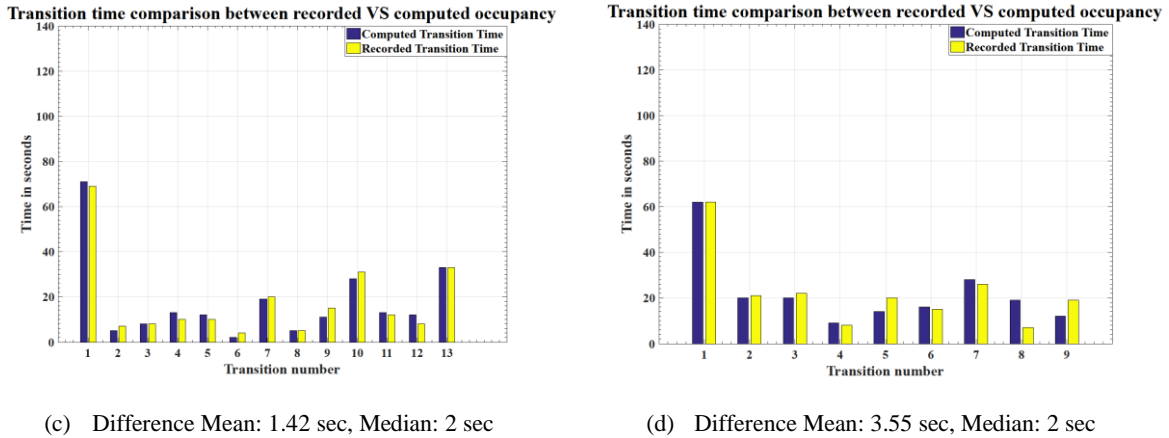 Transition time comparison between recorded VS computed occupancy
Computed Transition Time
Recorded Transition Time
Time in seconds
140
120
100
80
60
40
20
0
1 2 3 4 5 6 7 8 9 10 11 12 13
Transition number
(c) Difference Mean: 1.42 sec, Median: 2 sec
Transition time comparison between recorded VS computed occupancy
Computed Transition Time
Recorded Transition Time
Time in seconds
140
120
100
80
60
40
20
0
1 2 3 4 5 6 7 8 9
Transition number
(d) Difference Mean: 3.55 sec, Median: 2 sec